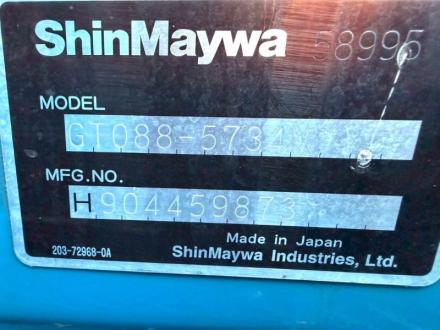 ShinMaywa 58995
MODEL
GT088-5734
MFG.NO.
H904459873
Made in Japan
203-72968-0A ShinMaywa Industries, Ltd.